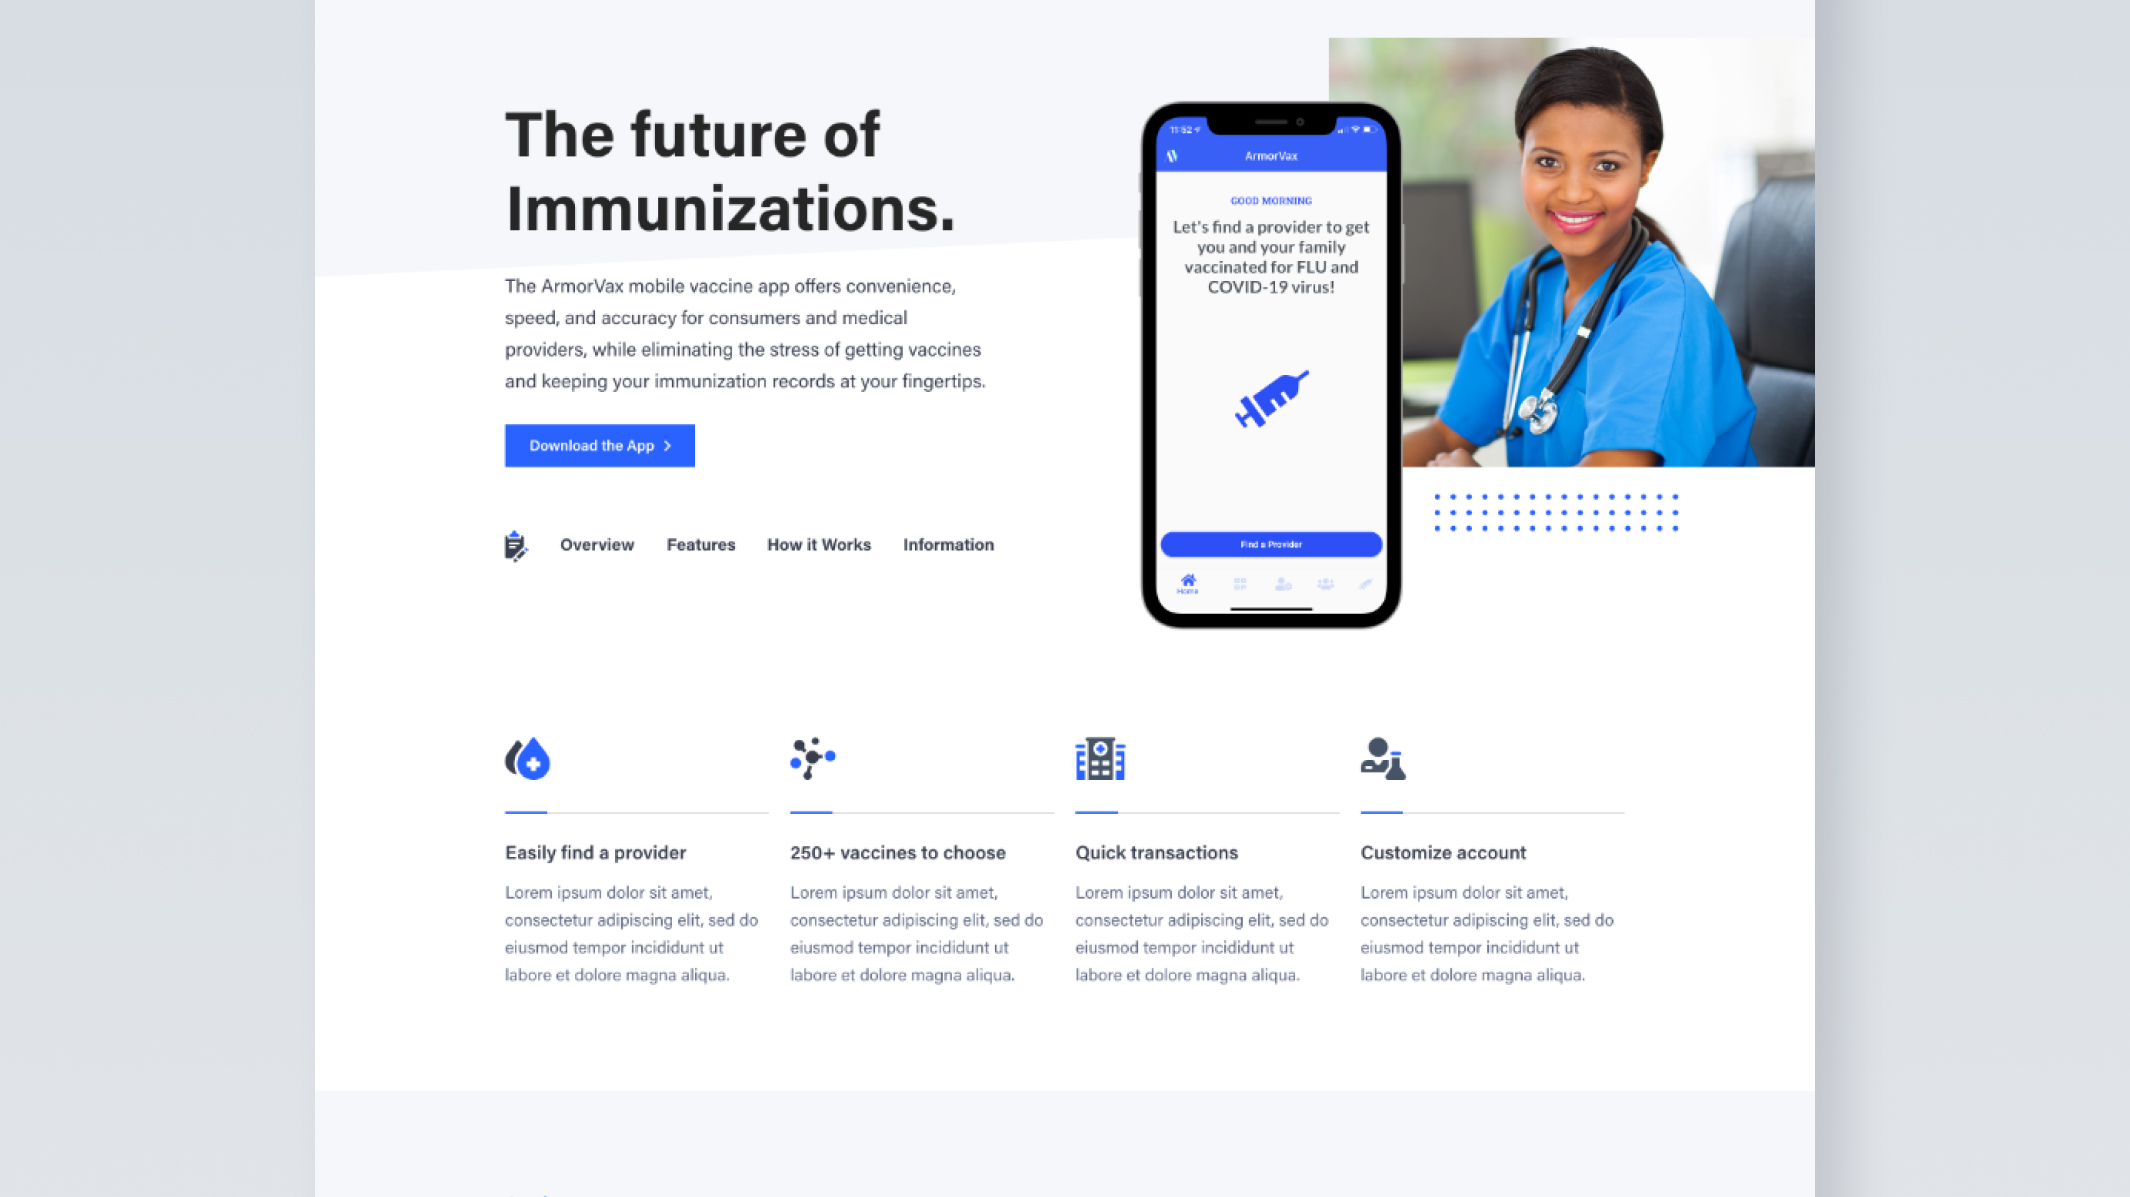 The future of
Immunizations.
The ArmorVax mobile vaccine app offers convenience,
speed, and accuracy for consumers and medical
providers, while eliminating the stress of getting vaccines
and keeping your immunization records at your fingertips.
Download the App
Overview Features How it Works Information
11:52
ArmorVax
GOOD MORNING
Let's find a provider to get
you and your family
vaccinated for FLU and
COVID-19 virus!
Find a Provider
Home
Easily find a provider
Lorem ipsum dolor sit amet,
consectetur adipiscing elit, sed do
eiusmod tempor incididunt ut
labore et dolore magna aliqua.
250+ vaccines to choose
Lorem ipsum dolor sit amet,
consectetur adipiscing elit, sed do
eiusmod tempor incididunt ut
labore et dolore magna aliqua.
Quick transactions
Lorem ipsum dolor sit amet,
consectetur adipiscing elit, sed do
eiusmod tempor incididunt ut
labore et dolore magna aliqua.
Customize account
Lorem ipsum dolor sit amet,
consectetur adipiscing elit, sed do
eiusmod tempor incididunt ut
labore et dolore magna aliqua.